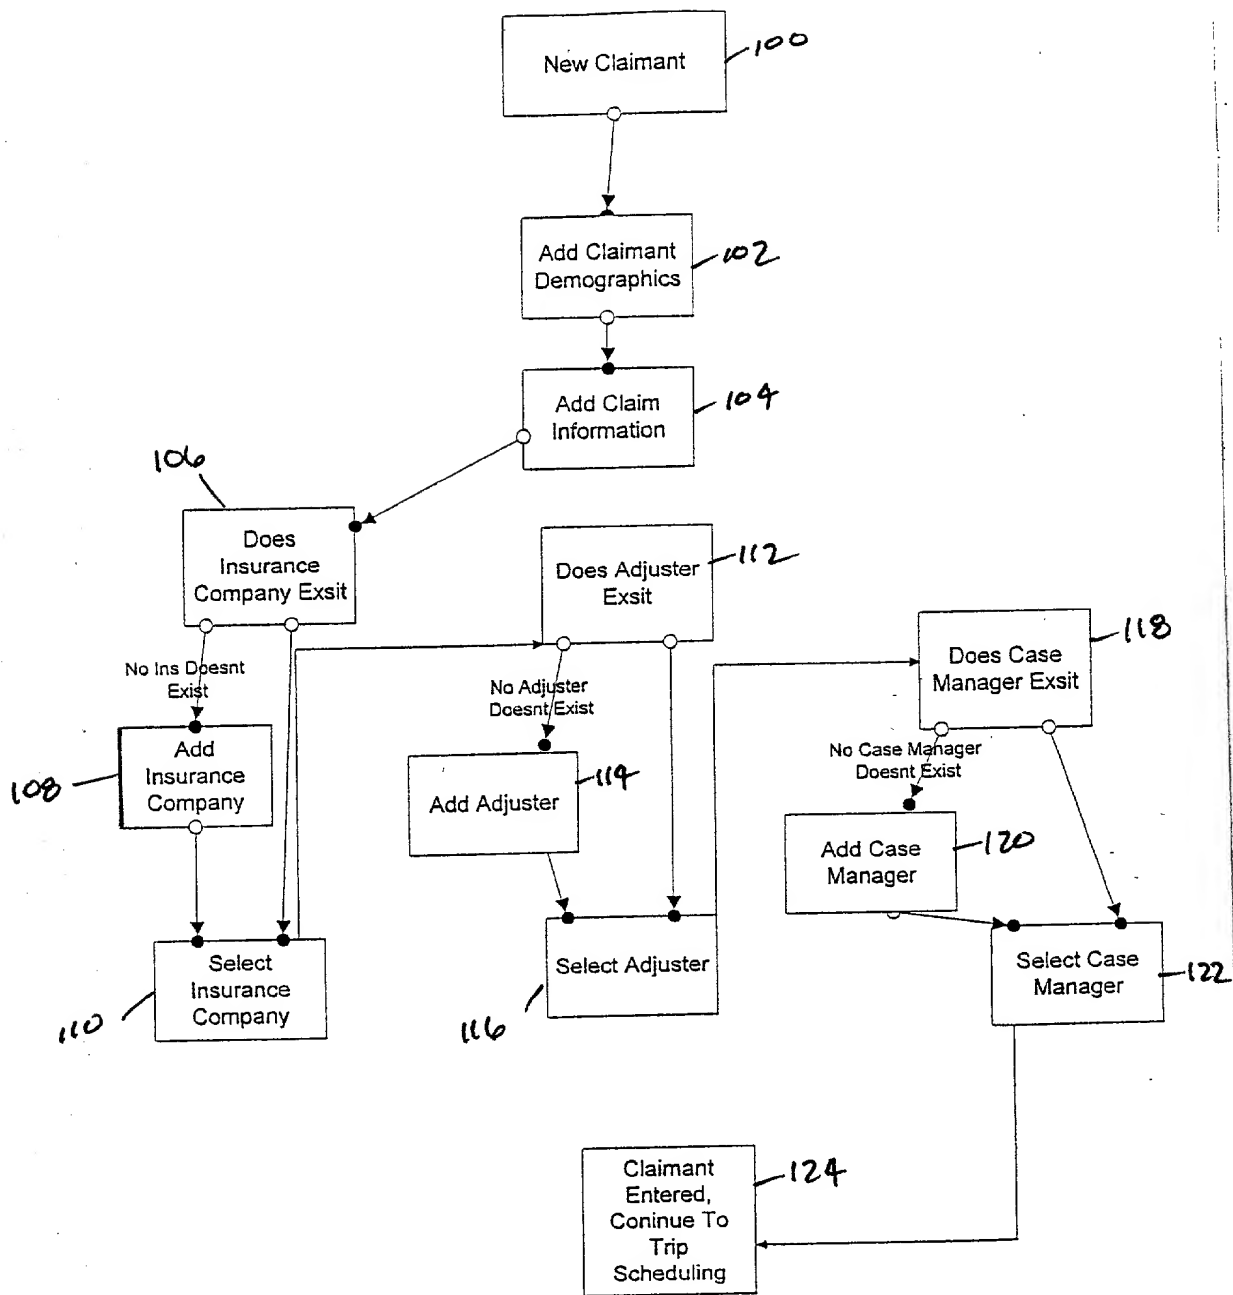 New Claimant
100
Add Claimant
Demographics
102
Add Claim
Information
104
106
Does
Insurance
Company Exsit
No Ins Doesnt
Exist
Add
Insurance
Company
108
Select
Insurance
Company
110
Does Adjuster
Exsit
112
No Adjuster
Doesnt Exist
Add Adjuster
114
Select Adjuster
116
Does Case
Manager Exsit
118
No Case Manager
Doesnt Exist
Add Case
Manager
120
Select Case
Manager
122
Claimant
Entered,
Coninue To
Trip
Scheduling
124